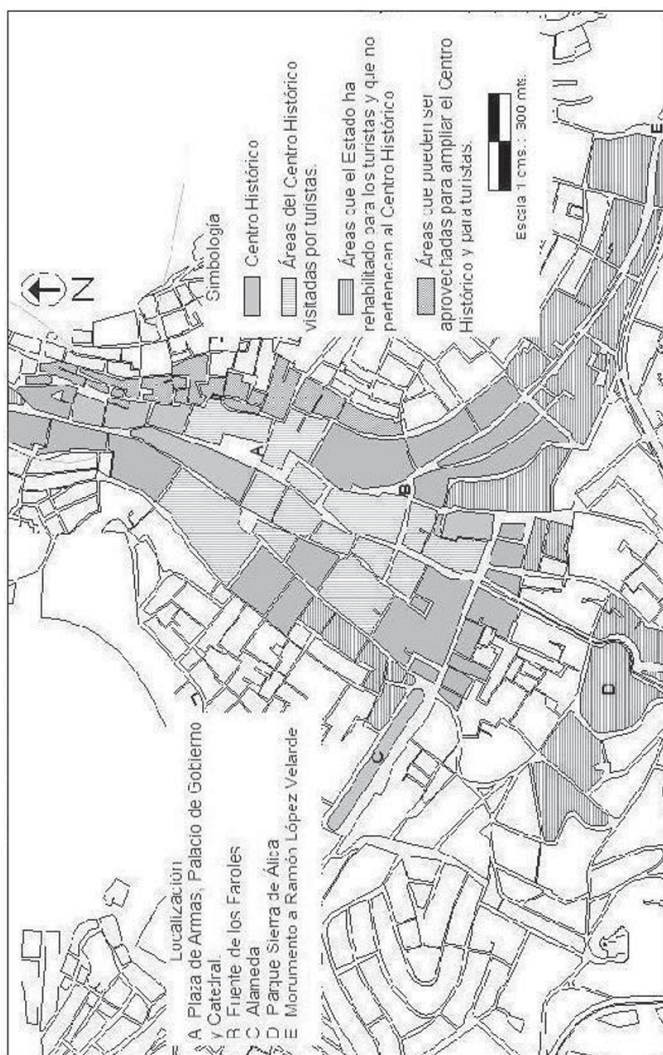 Localización
A Plaza de Armas, Palacio de Gobierno
y Catedral.
B Fuente de los Faroles
C Alameda
D Parque Sierra de Álica
E Monumento a Ramón López Velarde
N
Simbología
Centro Histórico
Áreas del Centro Histórico
visitadas por turistas.
Áreas que el Estado ha
rehabilitado para los turistas y que no
pertenecen al Centro Histórico
Áreas que pueden ser
aprovechadas para ampliar el Centro
Histórico y para turistas.
Escala 1 cms.: 300 mts.
A
B
C
D
E